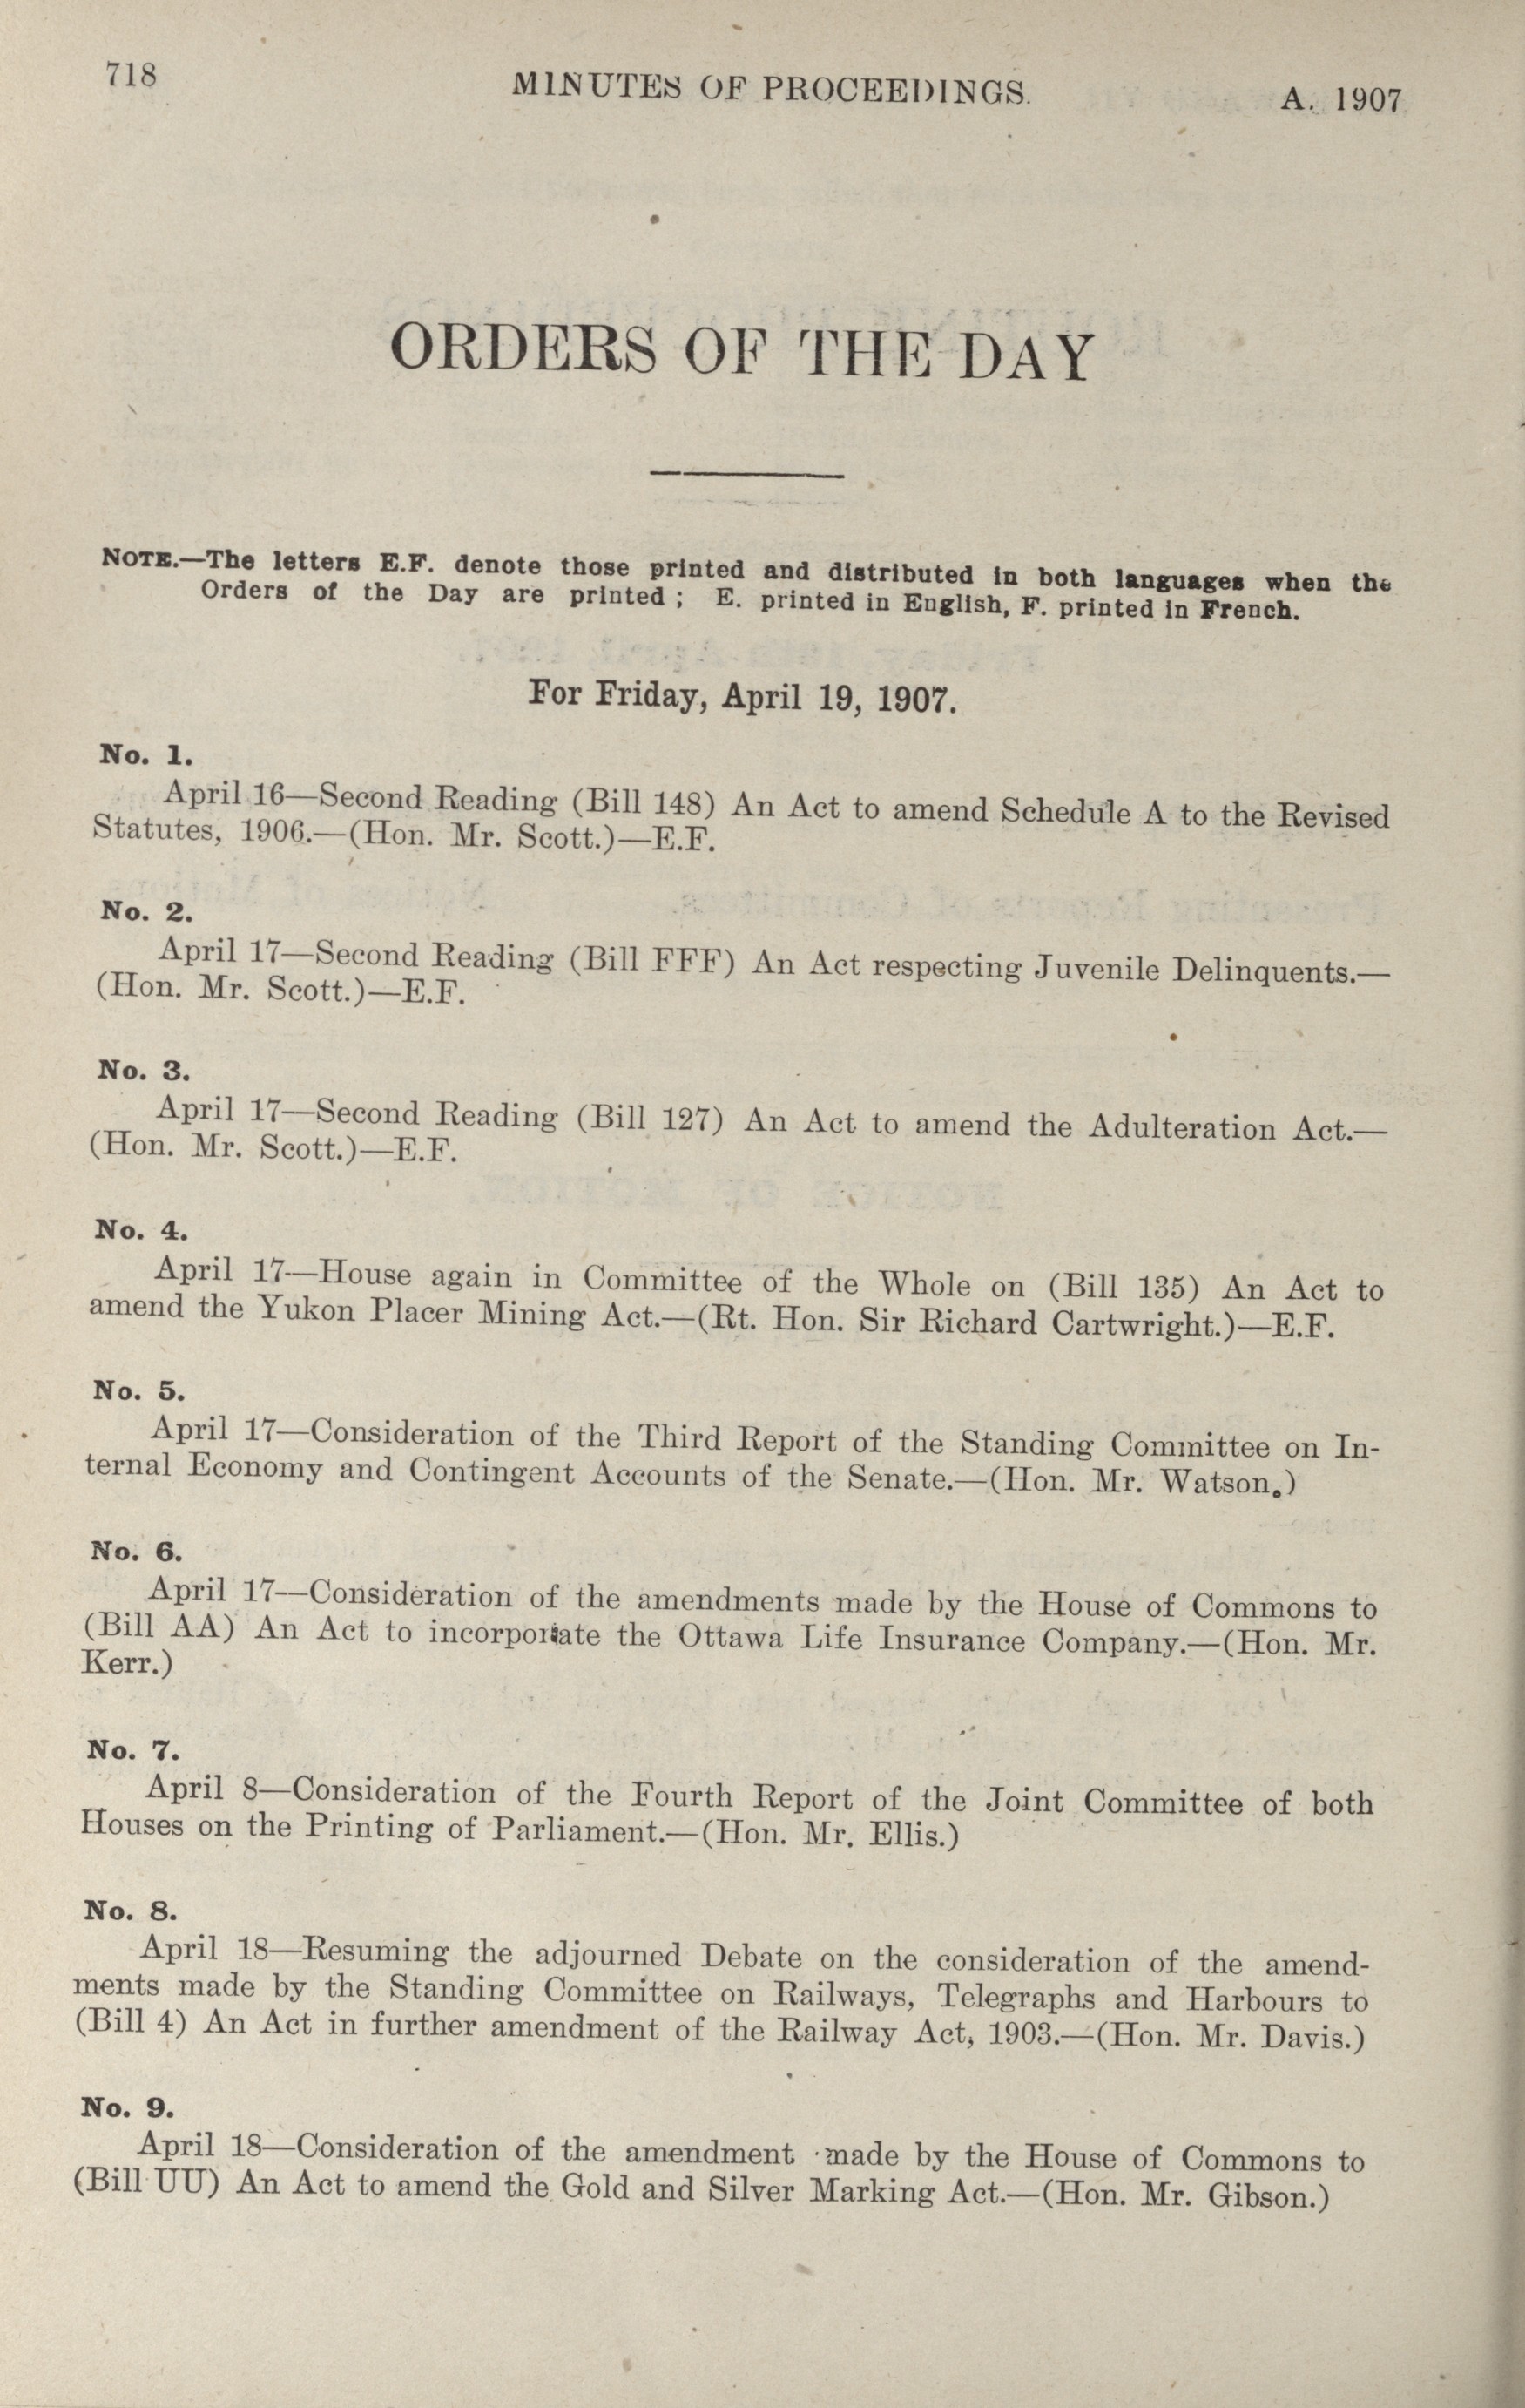 718
MINUTES OF PROCEEDINGS.
A. 1907
ORDERS OF THE DAY
NOTE.—The letters E.F. denote those printed and distributed in both languages when the
Orders of the Day are printed ; E. printed in English, F. printed in French.
For Friday, April 19, 1907.
No. 1.
April 16—Second Reading (Bill 148) An Act to amend Schedule A to the Revised
Statutes, 1906.—(Hon. Mr. Scott.)—E.F.
No. 2.
April 17—Second Reading (Bill FFF) An Act respecting Juvenile Delinquents.—
(Hon. Mr. Scott.)—E.F.
No. 3.
April 17—Second Reading (Bill 127) An Act to amend the Adulteration Act.—
(Hon. Mr. Scott.)—E.F.
No. 4.
April 17—House again in Committee of the Whole on (Bill 135) An Act to
amend the Yukon Placer Mining Act.—(Rt. Hon. Sir Richard Cartwright.)—E.F.
No. 5.
April 17—Consideration of the Third Report of the Standing Committee on In-
ternal Economy and Contingent Accounts of the Senate.—(Hon. Mr. Watson.)
No. 6.
April 17—Consideration of the amendments made by the House of Commons to
(Bill AA) An Act to incorporate the Ottawa Life Insurance Company.—(Hon. Mr.
Kerr.)
No. 7.
April 8—Consideration of the Fourth Report of the Joint Committee of both
Houses on the Printing of Parliament.—(Hon. Mr. Ellis.)
No. 8.
April 18—Resuming the adjourned Debate on the consideration of the amend-
ments made by the Standing Committee on Railways, Telegraphs and Harbours to
(Bill 4) An Act in further amendment of the Railway Act, 1903.—(Hon. Mr. Davis.)
No. 9.
April 18—Consideration of the amendment made by the House of Commons to
(Bill UU) An Act to amend the Gold and Silver Marking Act.—(Hon. Mr. Gibson.)